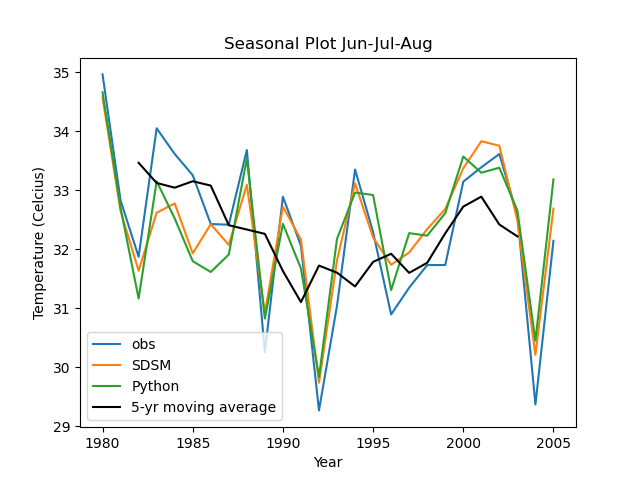 Seasonal Plot Jun-Jul-Aug
Temperature (Celcius)
35
34
33
32
31
30
29
obs
SDSM
Python
5-yr moving average
1980 1985 1990 1995 2000 2005
Year